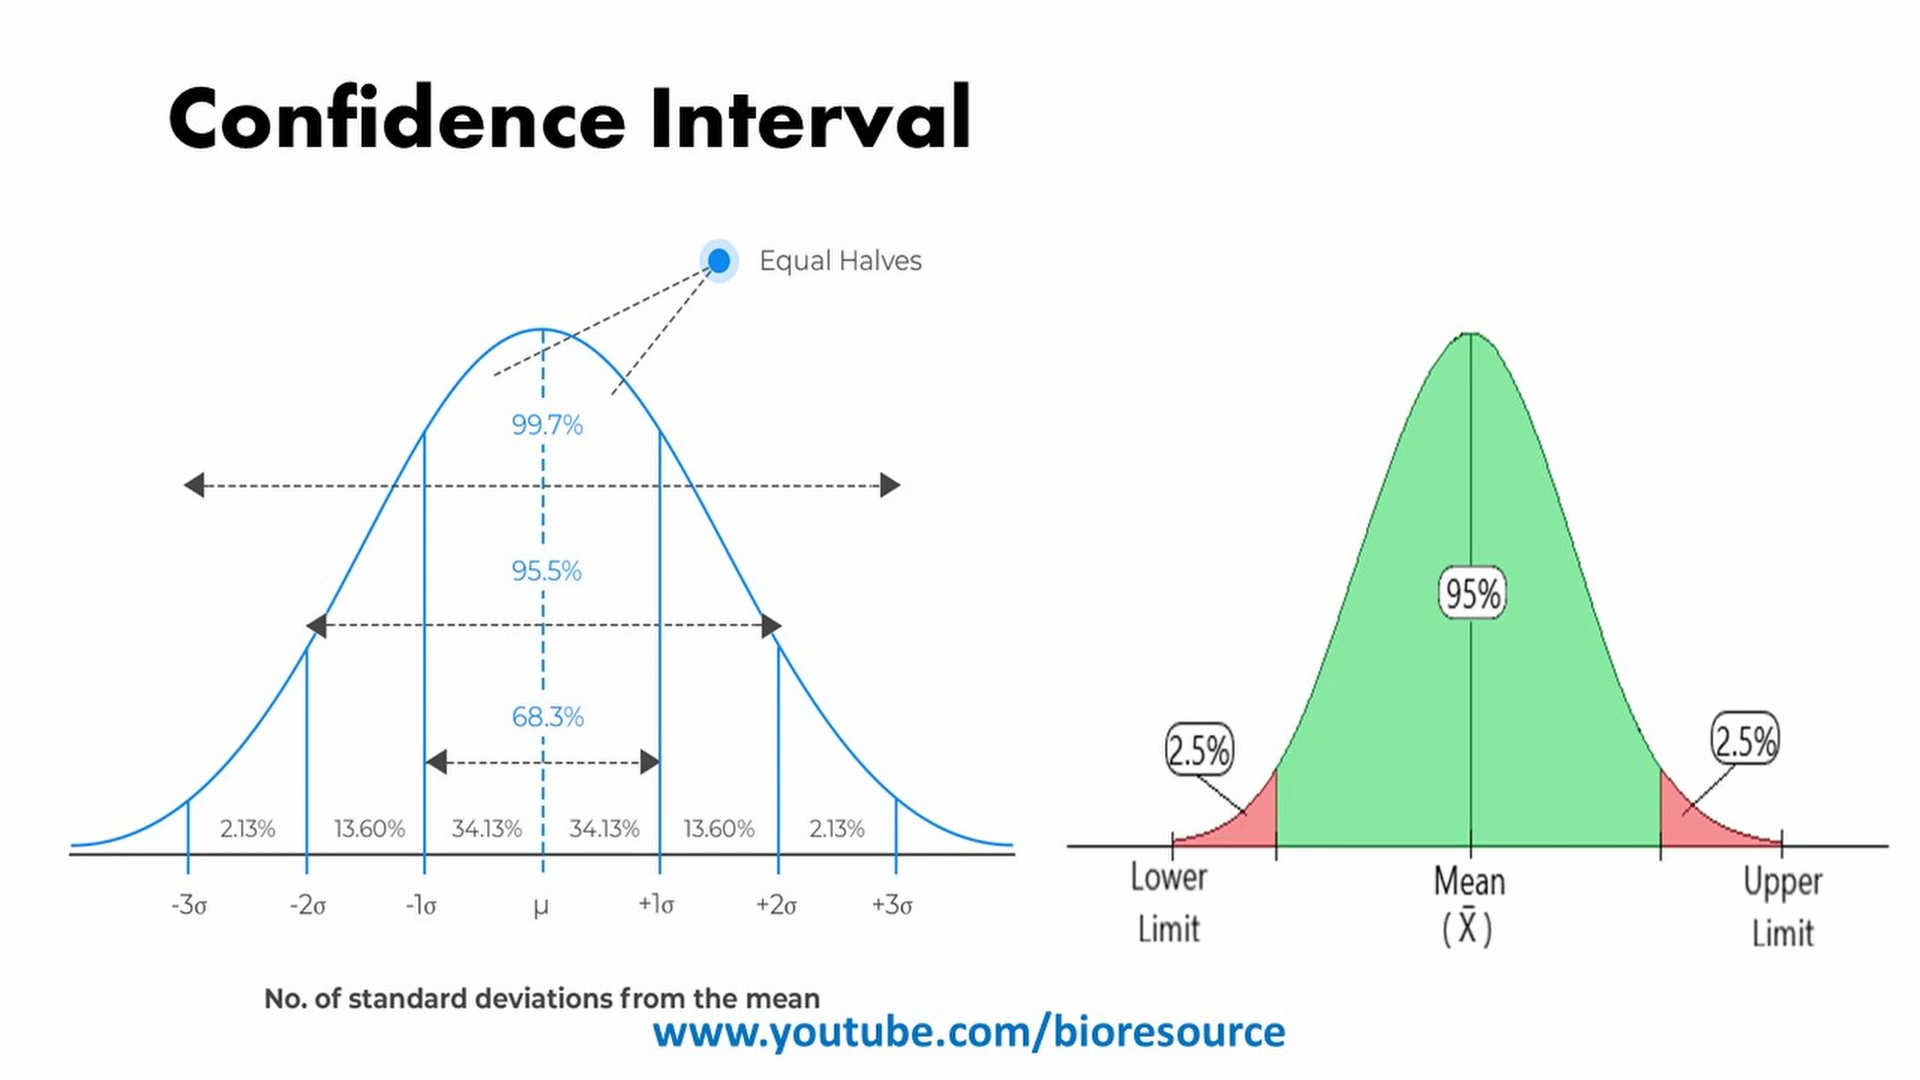 Confidence Interval
Equal Halves
99.7%
95.5%
68.3%
2.13% 13.60% 34.13% 34.13% 13.60% 2.13%
-3σ -2σ -1σ µ +1σ +2σ +3σ
No. of standard deviations from the mean
95%
2.5%
2.5%
Lower
Limit
Mean
(X̄)
Upper
Limit
www.youtube.com/bioresource